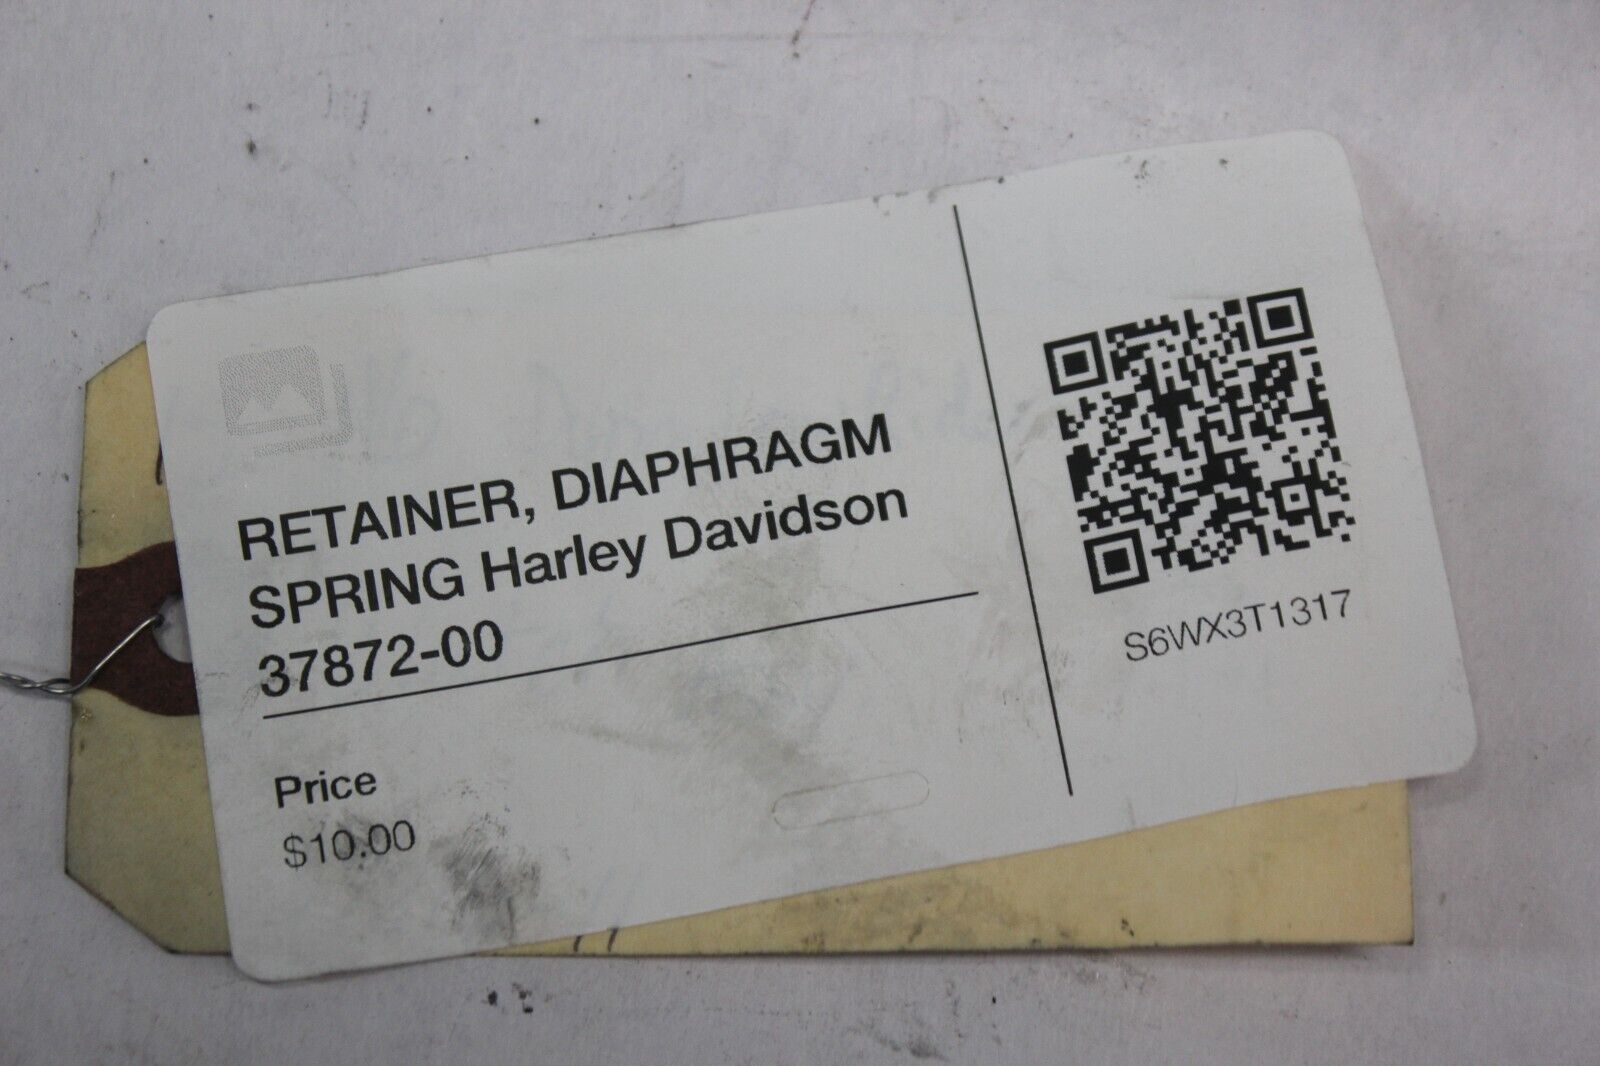 RETAINER, DIAPHRAGM
SPRING Harley Davidson
37872-00
Price
$10.00
S6WX3T1317